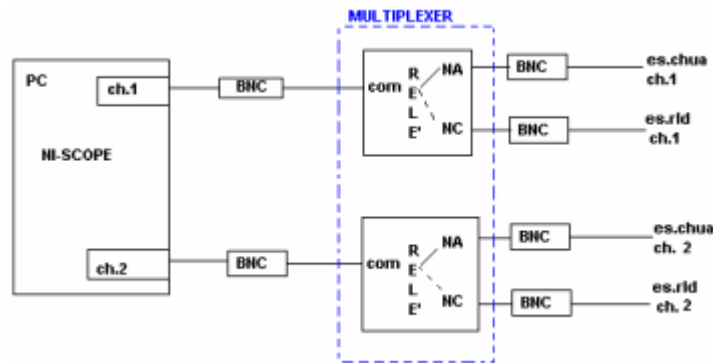 MULTIPLEXER
PC
ch.1
NI-SCOPE
ch.2
BNC
BNC
com
R
E
L
E'
NA
NC
com
R
E
L
E'
NA
NC
BNC
es.chua
ch.1
BNC
es.rld
ch.1
BNC
es.chua
ch. 2
BNC
es.rld
ch. 2